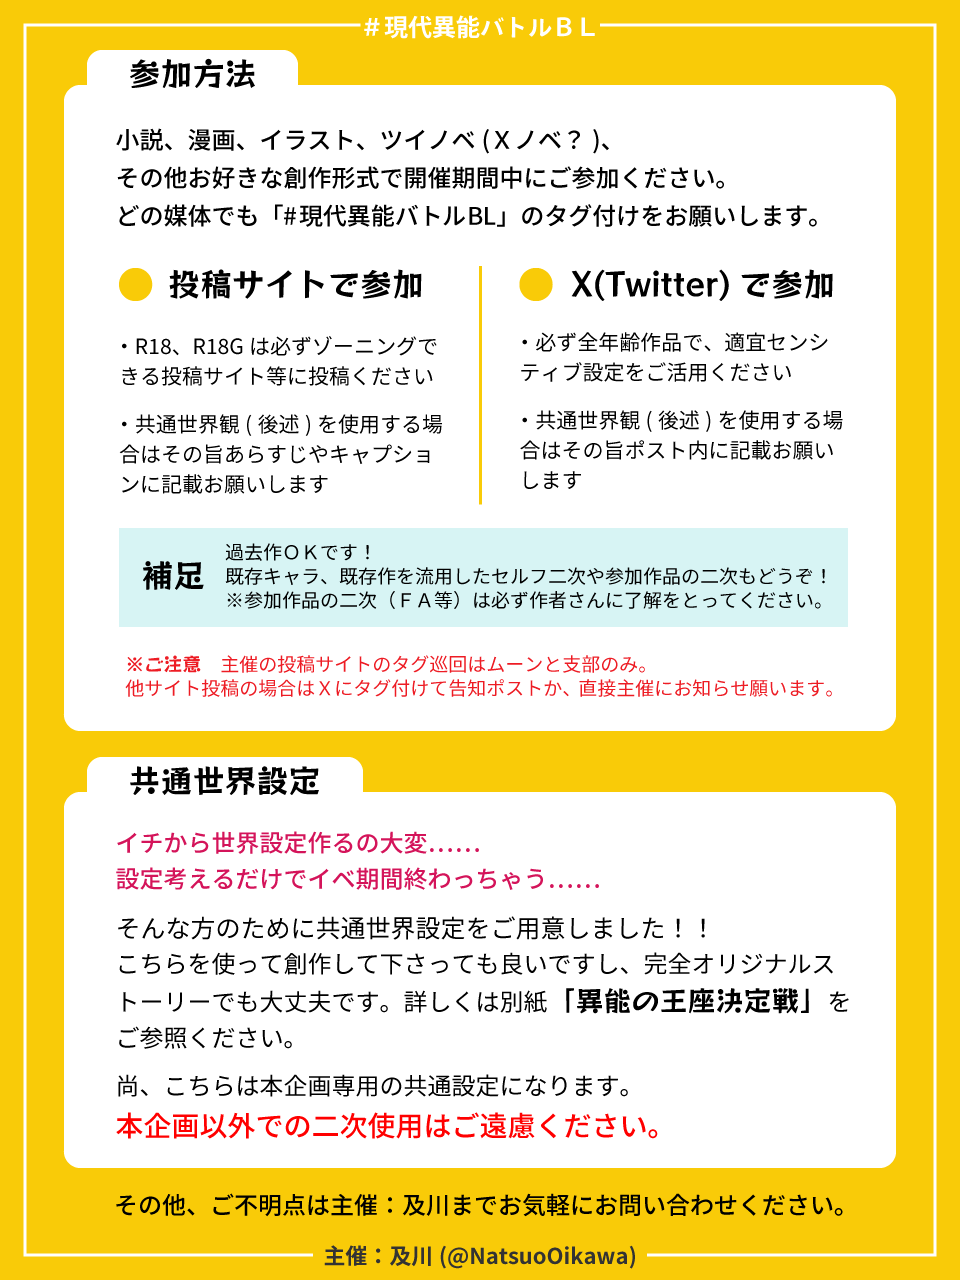 #現代異能バトルＢＬ
参加方法
小説、漫画、イラスト、ツイノベ(Ｘノベ？)、
その他お好きな創作形式で開催期間中にご参加ください。
どの媒体でも「#現代異能バトルBL」のタグ付けをお願いします。
● 投稿サイトで参加
・R18、R18G は必ずゾーニングで
きる投稿サイト等に投稿ください
・共通世界観(後述)を使用する場
合はその旨あらすじやキャプショ
ンに記載お願いします
● X(Twitter)で参加
・必ず全年齢作品で、適宜センシ
ティブ設定をご活用ください
・共通世界観(後述)を使用する場
合はその旨ポスト内に記載お願い
します
補足
過去作ＯＫです！
既存キャラ、既存作を流用したセルフ二次や参加作品の二次もどうぞ！
※参加作品の二次（ＦＡ等）は必ず作者さんに了解をとってください。
※ご注意　主催の投稿サイトのタグ巡回はムーンと支部のみ。
他サイト投稿の場合はＸにタグ付けて告知ポストか、直接主催にお知らせ願います。
共通世界設定
イチから世界設定作るの大変……
設定考えるだけでイベ期間終わっちゃう……
そんな方のために共通世界設定をご用意しました！！
こちらを使って創作して下さっても良いですし、完全オリジナルス
トーリーでも大丈夫です。詳しくは別紙「異能の王座決定戦」を
ご参照ください。
尚、こちらは本企画専用の共通設定になります。
本企画以外での二次使用はご遠慮ください。
その他、ご不明点は主催：及川までお気軽にお問い合わせください。
主催：及川(@NatsuoOikawa)